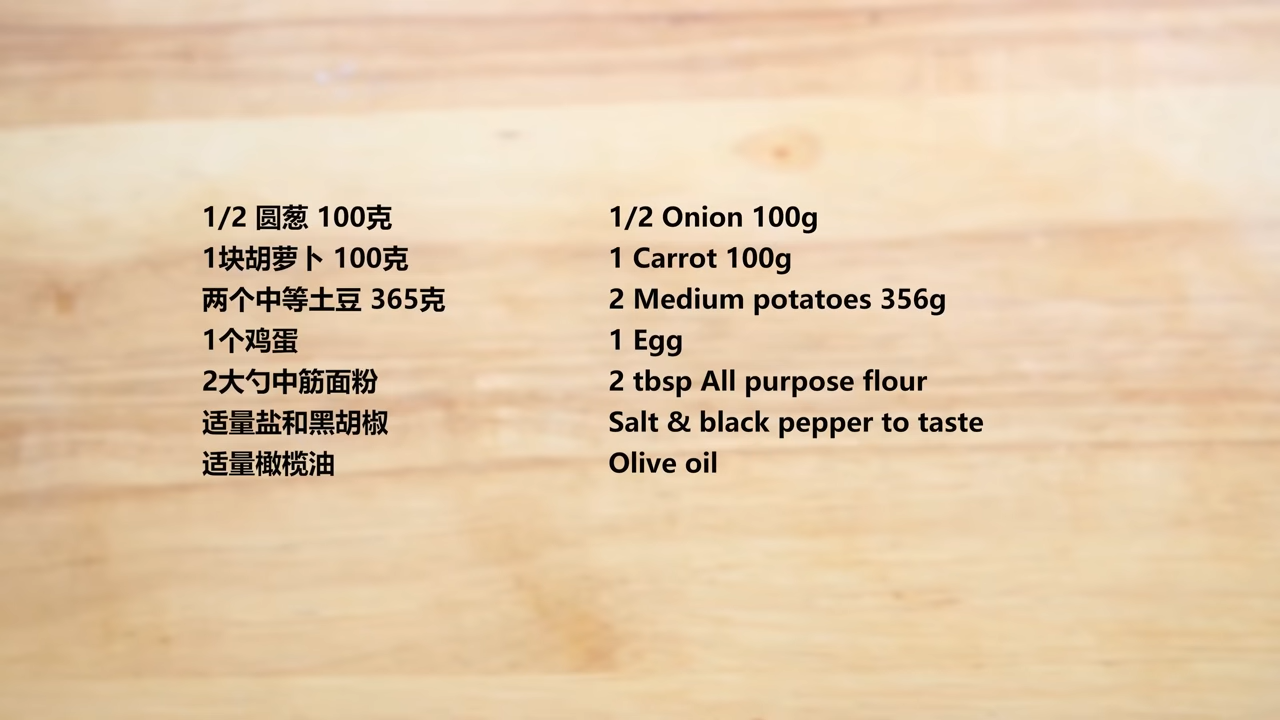 1/2 圆葱 100克
1块胡萝卜 100克
两个中等土豆 365克
1个鸡蛋
2大勺中筋面粉
适量盐和黑胡椒
适量橄榄油
1/2 Onion 100g
1 Carrot 100g
2 Medium potatoes 356g
1 Egg
2 tbsp All purpose flour
Salt & black pepper to taste
Olive oil